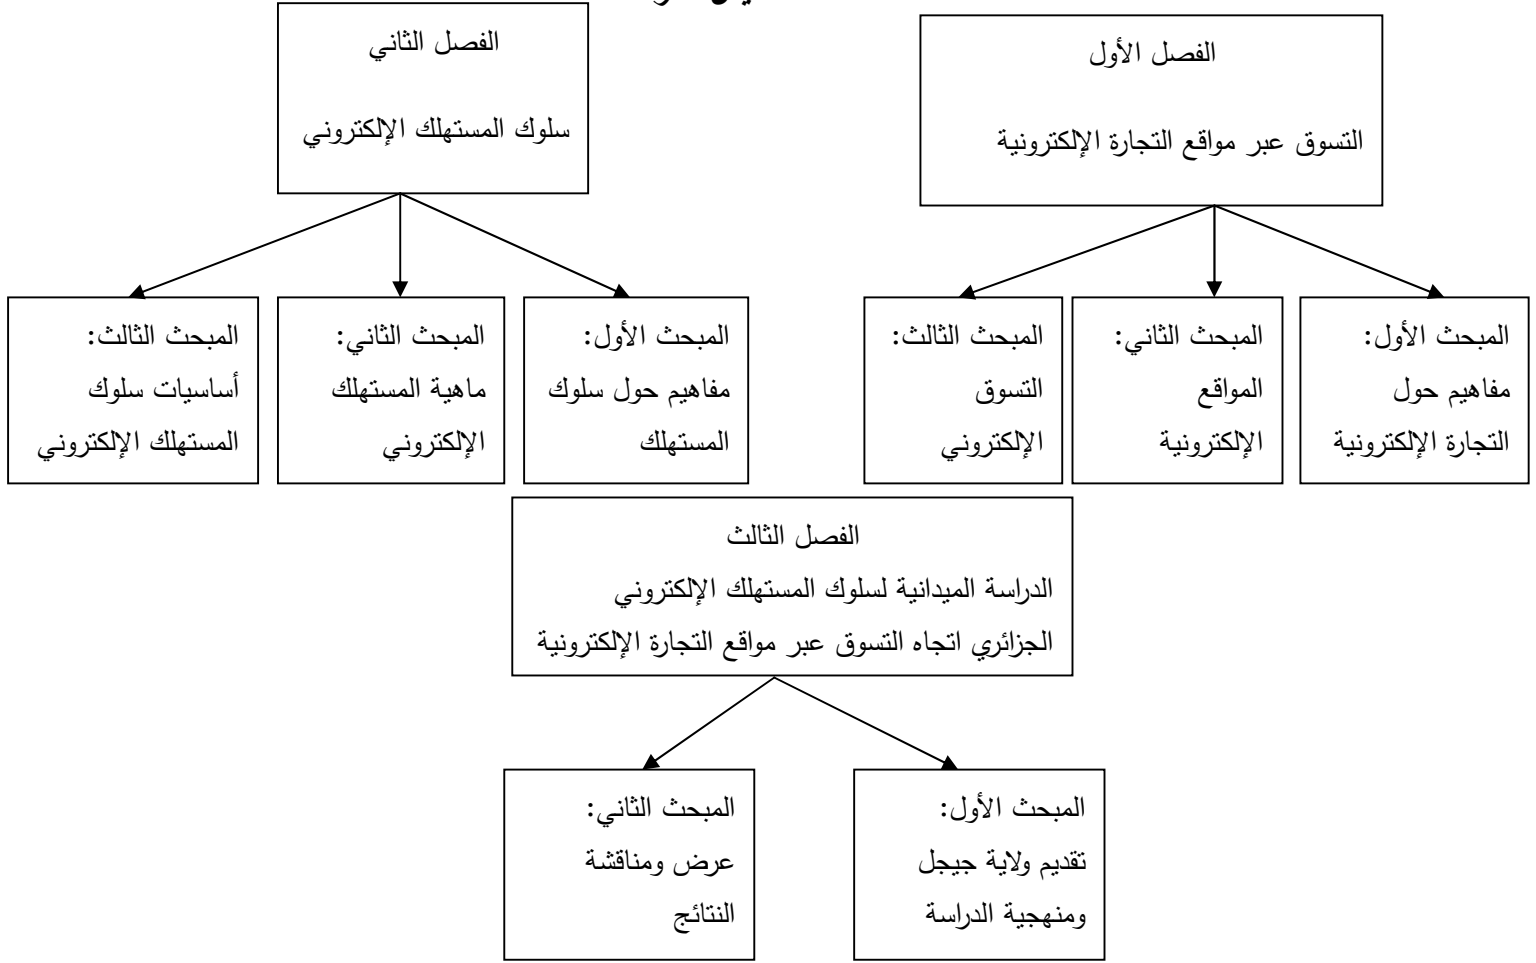 الفصل الأول
التسوق عبر مواقع التجارة الإلكترونية
الفصل الثاني
سلوك المستهلك الإلكتروني
المبحث الأول:
مفاهيم حول
التجارة الإلكترونية
المبحث الثاني:
المواقع
الإلكترونية
المبحث الثالث:
التسوق
الإلكتروني
المبحث الأول:
مفاهيم حول سلوك
المستهلك
المبحث الثاني:
ماهية المستهلك
الإلكتروني
المبحث الثالث:
أساسيات سلوك
المستهلك الإلكتروني
الفصل الثالث
الدراسة الميدانية لسلوك المستهلك الإلكتروني
الجزائري اتجاه التسوق عبر مواقع التجارة الإلكترونية
المبحث الأول:
تقديم ولاية جيجل
ومنهجية الدراسة
المبحث الثاني:
عرض ومناقشة
النتائج